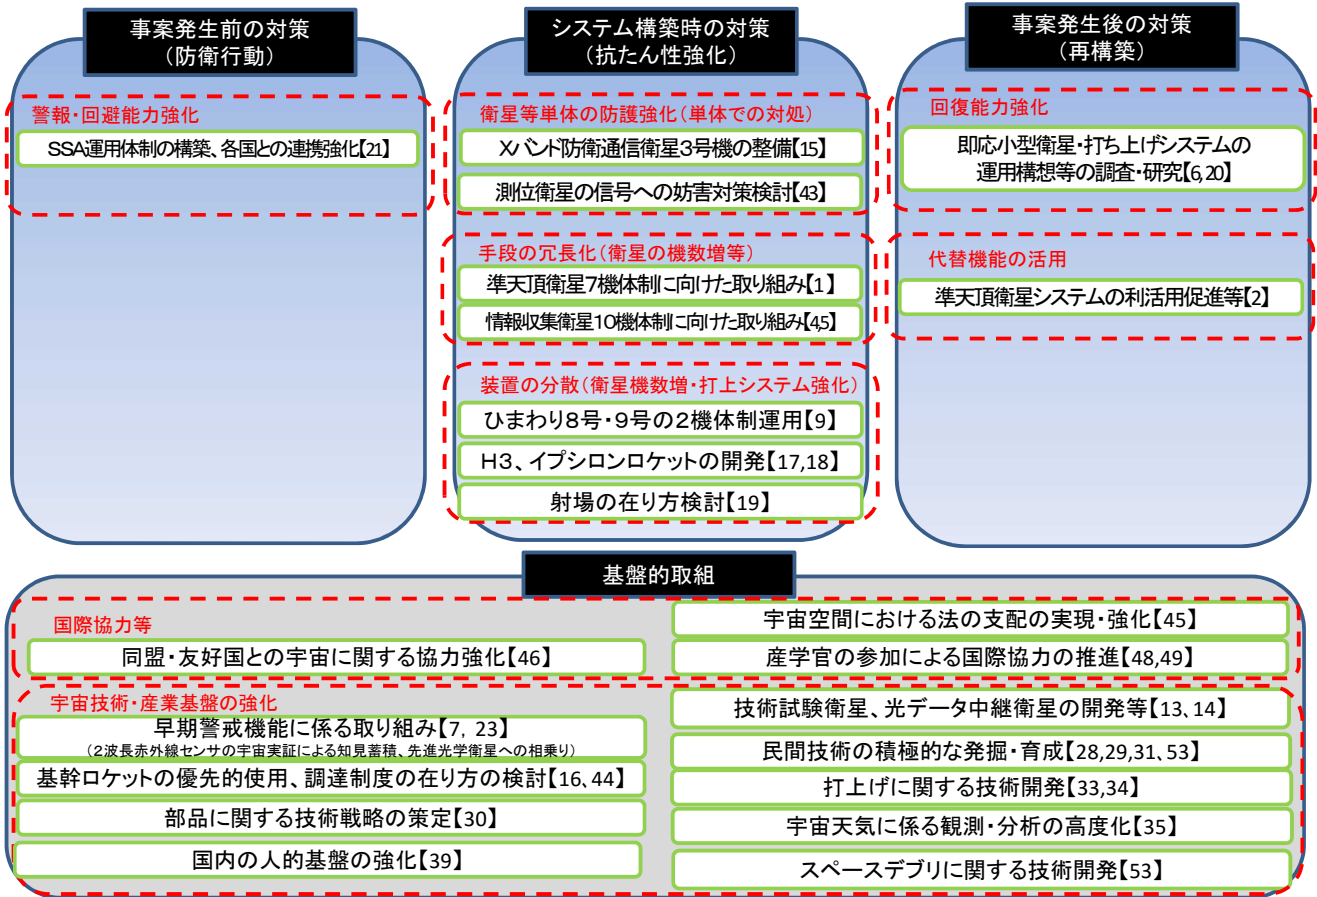 事案発生前の対策
（防衛行動）
警報・回避能力強化
SSA運用体制の構築、各国との連携強化【21】
システム構築時の対策
（抗たん性強化）
衛星等単体の防護強化（単体での対処）
Xバンド防衛通信衛星３号機の整備【15】
測位衛星の信号への妨害対策検討【43】
手段の冗長化（衛星の機数増等）
準天頂衛星７機体制に向けた取り組み【1】
情報収集衛星１０機体制に向けた取り組み【4,5】
装置の分散（衛星機数増・打上システム強化）
ひまわり８号・９号の２機体制運用【9】
H３、イプシロンロケットの開発【17,18】
射場の在り方検討【19】
事案発生後の対策
（再構築）
回復能力強化
即応小型衛星・打ち上げシステムの
運用構想等の調査・研究【6,20】
代替機能の活用
準天頂衛星システムの利活用促進等【2】
基盤的取組
国際協力等
同盟・友好国との宇宙に関する協力強化【46】
宇宙空間における法の支配の実現・強化【45】
産学官の参加による国際協力の推進【48,49】
宇宙技術・産業基盤の強化
早期警戒機能に係る取り組み【7, 23】
（２波長赤外線センサの宇宙実証による知見蓄積、先進光学衛星への相乗り）
基幹ロケットの優先的使用、調達制度の在り方の検討【16、44】
部品に関する技術戦略の策定【30】
国内の人的基盤の強化【39】
技術試験衛星、光データ中継衛星の開発等【13、14】
民間技術の積極的な発掘・育成【28,29,31、53】
打上げに関する技術開発【33,34】
宇宙天気に係る観測・分析の高度化【35】
スペースデブリに関する技術開発【53】